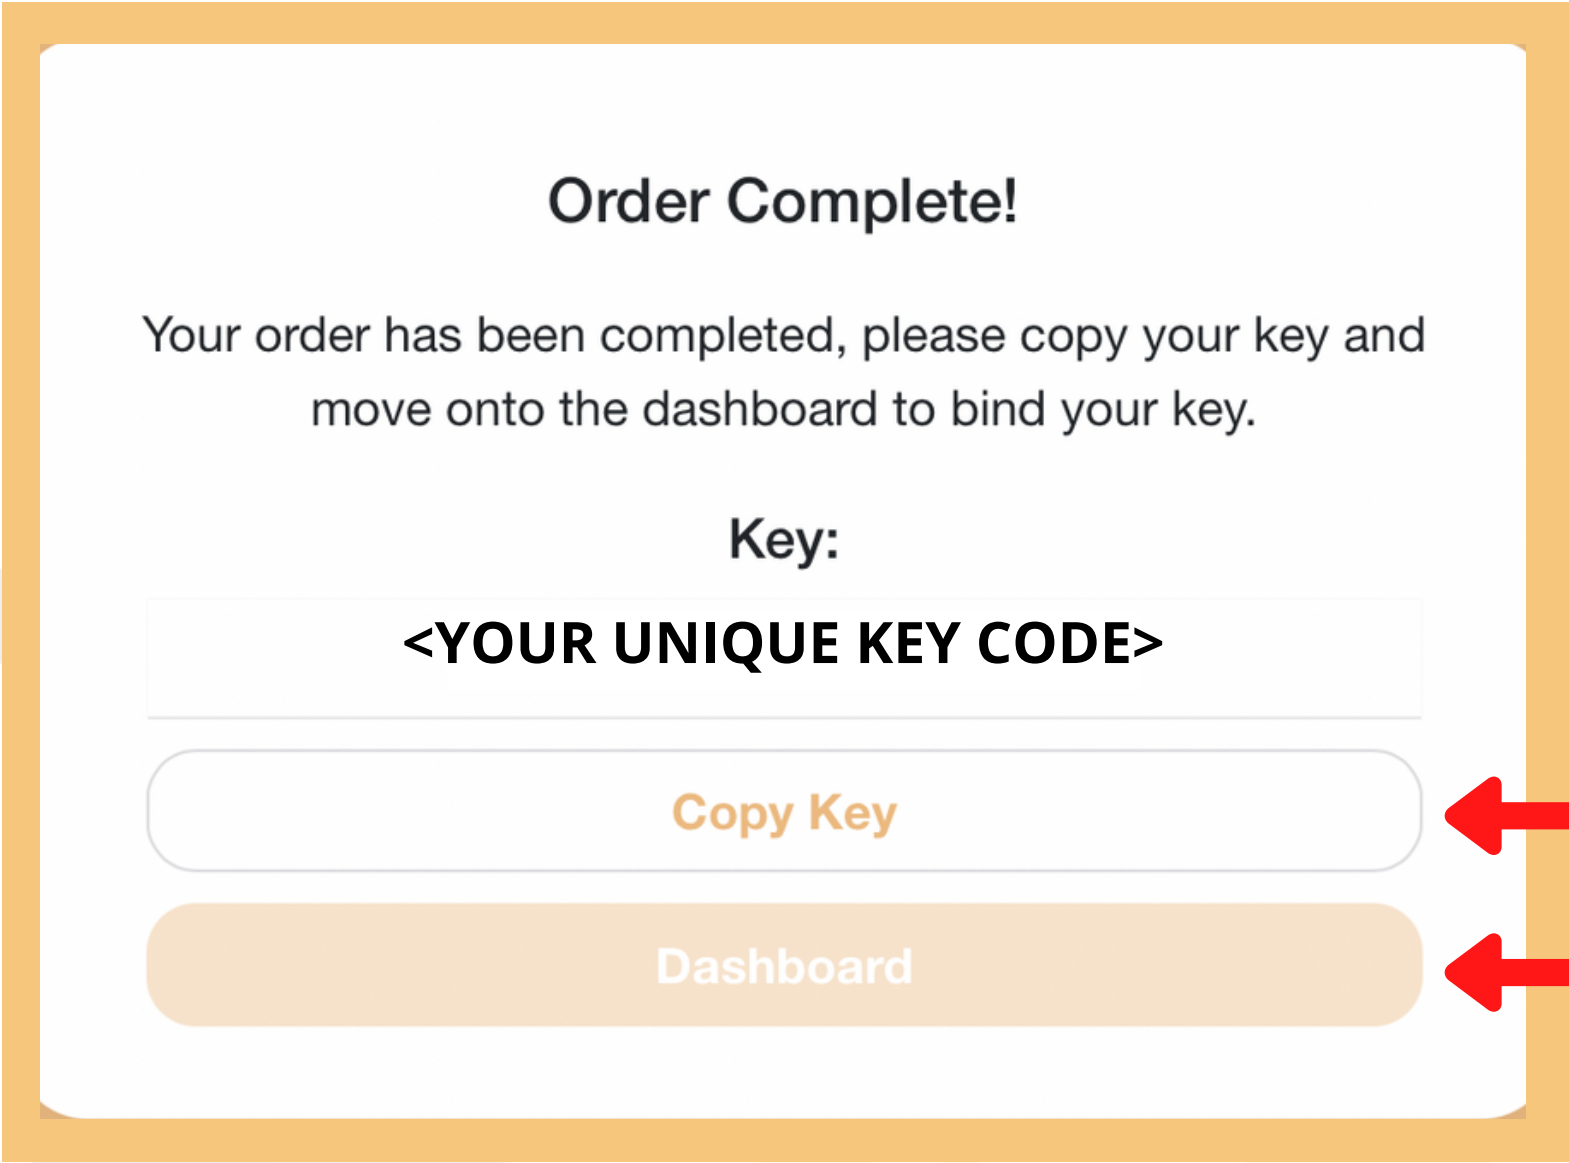 Order Complete!
Your order has been completed, please copy your key and
move onto the dashboard to bind your key.
Key:
<YOUR UNIQUE KEY CODE>
Copy Key
Dashboard